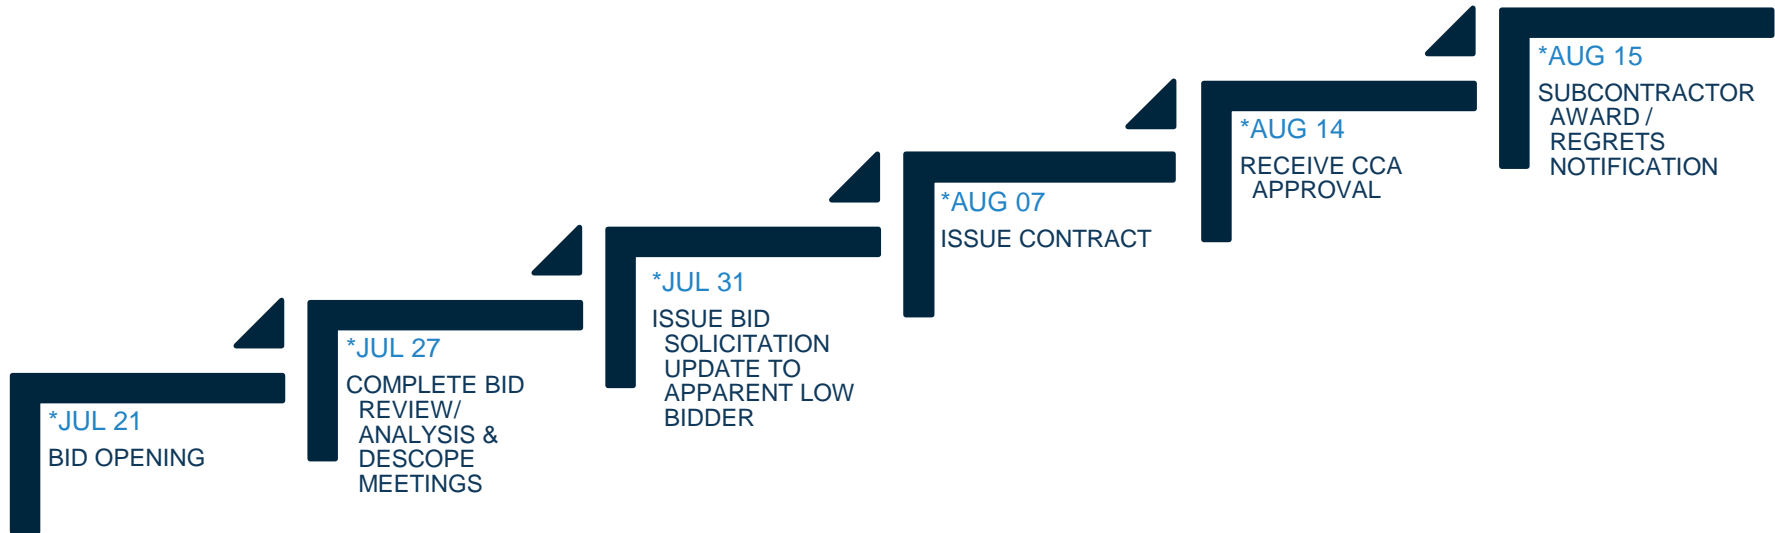 *JUL 21
BID OPENING
*JUL 27
COMPLETE BID
REVIEW/
ANALYSIS &
DESCOPE
MEETINGS
*JUL 31
ISSUE BID
SOLICITATION
UPDATE TO
APPARENT LOW
BIDDER
*AUG 07
ISSUE CONTRACT
*AUG 14
RECEIVE CCA
APPROVAL
*AUG 15
SUBCONTRACTOR
AWARD /
REGRETS
NOTIFICATION